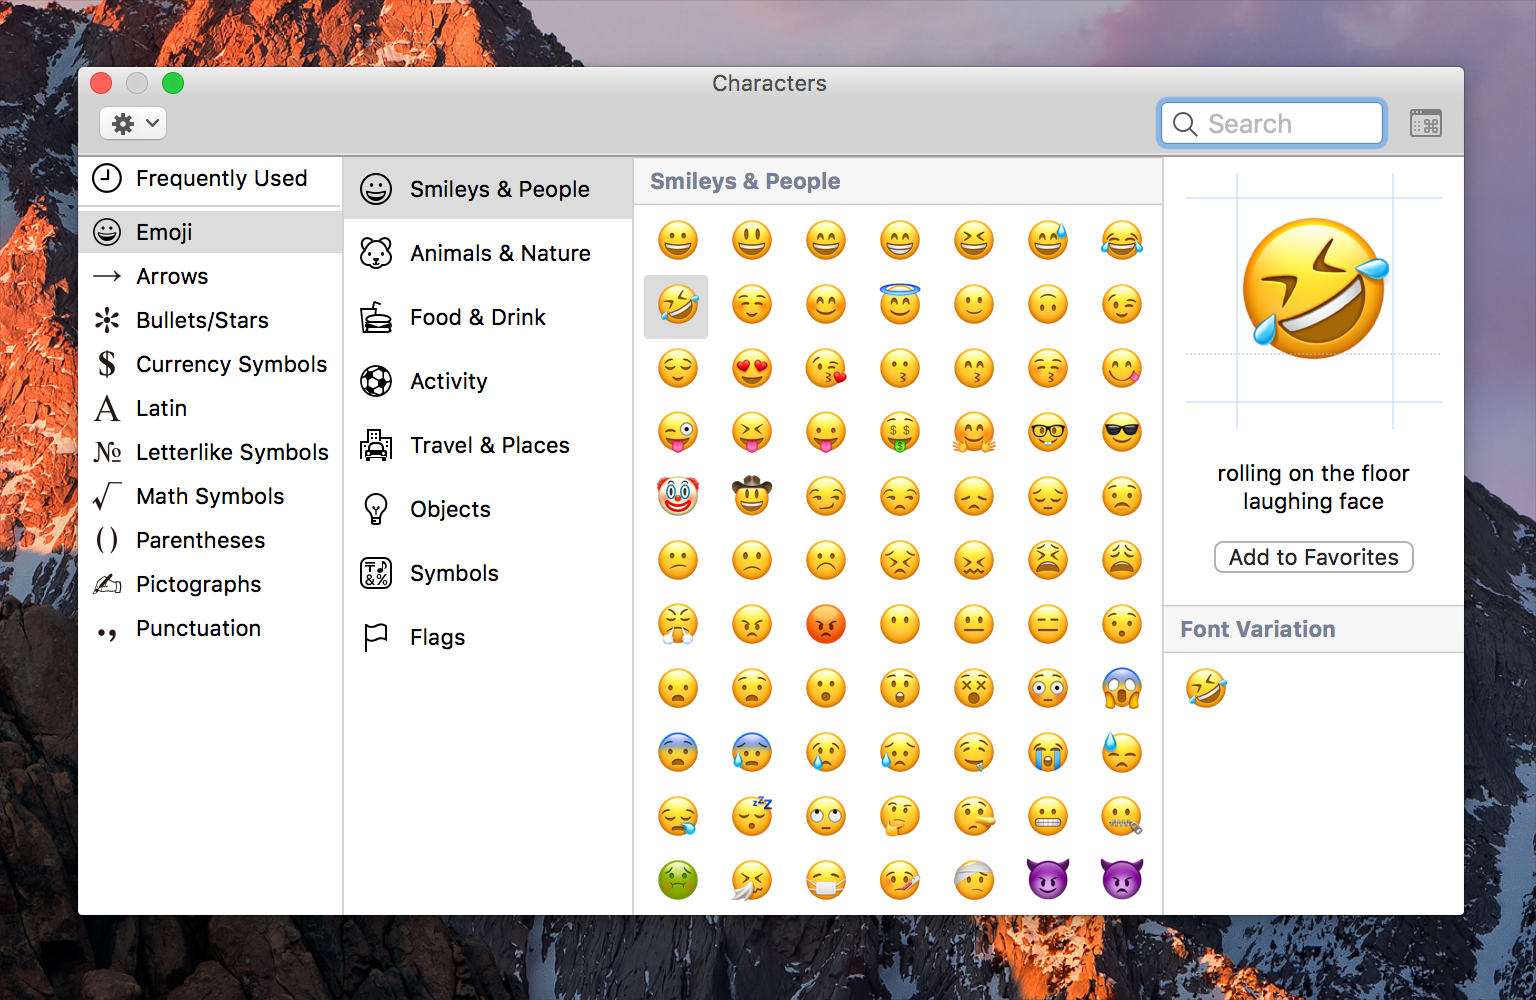 Characters
Search
Frequently Used
Emoji
Arrows
Bullets/Stars
Currency Symbols
Latin
Letterlike Symbols
Math Symbols
Parentheses
Pictographs
Punctuation
Smileys & People
Animals & Nature
Food & Drink
Activity
Travel & Places
Objects
Symbols
Flags
Smileys & People
rolling on the floor
laughing face
Add to Favorites
Font Variation